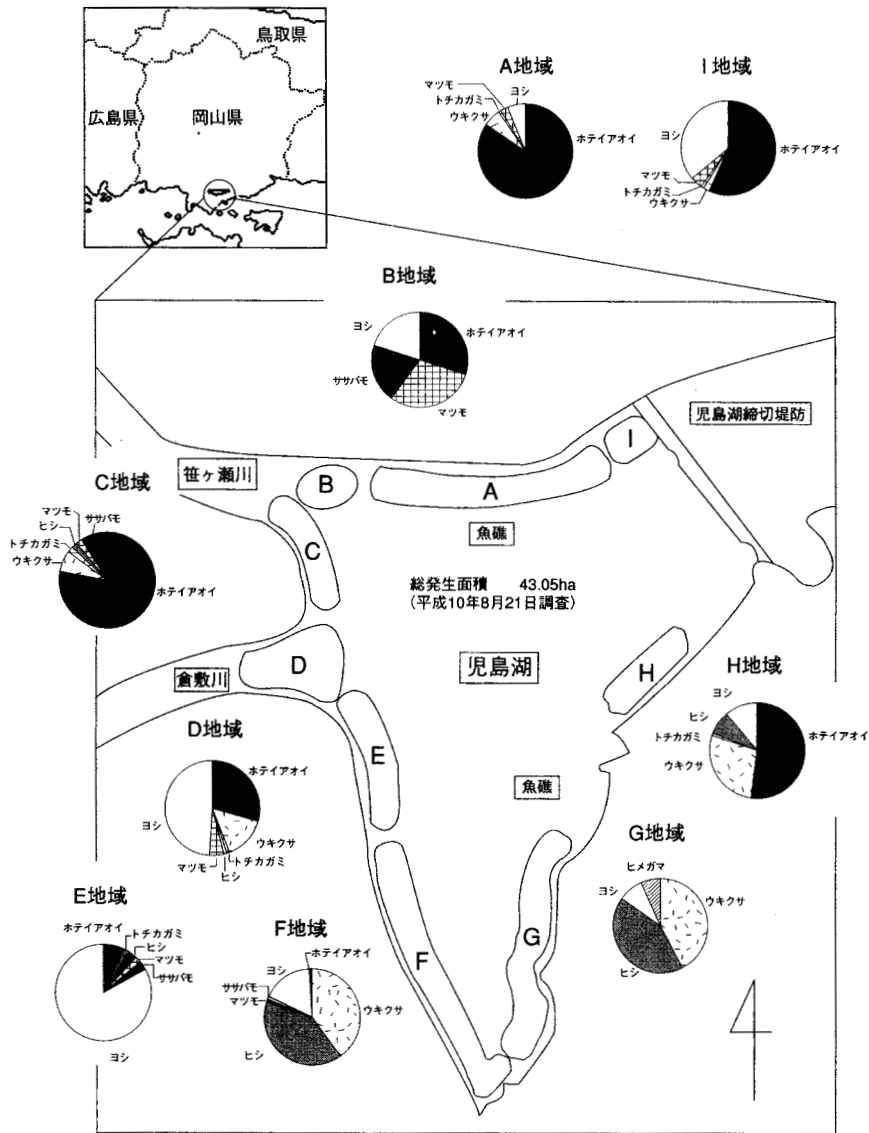 鳥取県
広島県
岡山県
A地域
マツモ
ヨシ
トチカガミ
ウキクサ
ホテイアオイ
I地域
ヨシ
ホテイアオイ
マツモ
トチカガミ
ウキクサ
B地域
ヨシ
ホテイアオイ
ササバモ
マツモ
児島湖締切堤防
笹ヶ瀬川
I
B
A
C地域
マツモ
ササバモ
ヒシ
トチカガミ
ウキクサ
ホテイアオイ
C
魚礁
総発生面積 43.05ha
(平成10年8月21日調査)
D
児島湖
H
倉敷川
H地域
ヨシ
ヒシ
トチカガミ
ホテイアオイ
ウキクサ
D地域
ホテイアオイ
ヨシ
ウキクサ
マツモ
トチカガミ
ヒシ
E
魚礁
G地域
ヒメガマ
ヨシ
ウキクサ
ヒシ
E地域
ホテイアオイ
トチカガミ
ヒシ
マツモ
ササバモ
ヨシ
F地域
ホテイアオイ
ヨシ
ササバモ
マツモ
ウキクサ
ヒシ
F
G